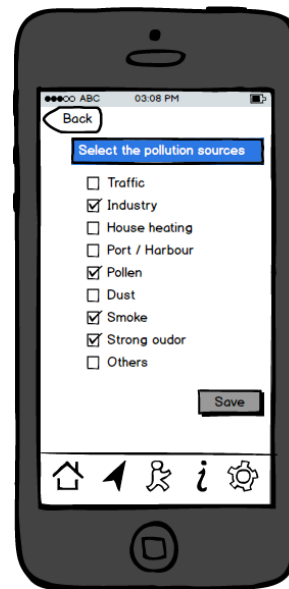 ABC 03:08 PM
Back
Select the pollution sources
Traffic
Industry
House heating
Port / Harbour
Pollen
Dust
Smoke
Strong oudor
Others
Save
i